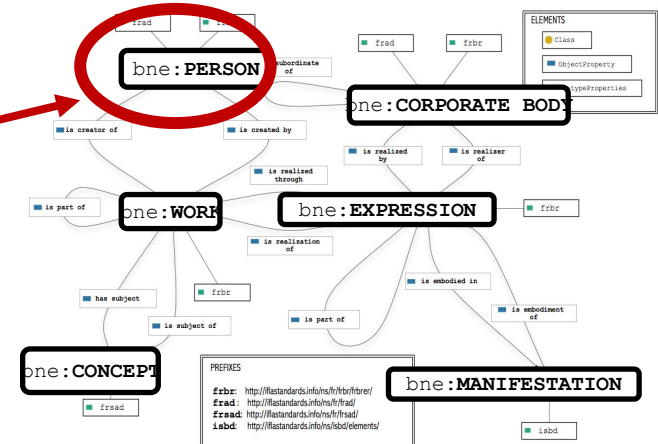 frad
ELEMENTS
frad
frbr
Class
bne:PERSON
subordinate
of
ObjectProperty
typeProperties
bne:CORPORATE BODY
is creator of
is created by
is realized
by
is realizer
of
is realized
through
is part of
bne:WORK
bne:EXPRESSION
frbr
is realization
of
is embodied in
frbr
has subject
is embodiment
of
is part of
is subject of
bne:CONCEPT
PREFIXES
bne:MANIFESTATION
frbr: http://iflastandards.info/ns/fr/frbr/frbrer/
frad: http://iflastandards.info/ns/fr/frad/
frsad: http://iflastandards.info/ns/fr/frsad/
isbd: http://iflastandards.info/ns/isbd/elements/
frsad
isbd